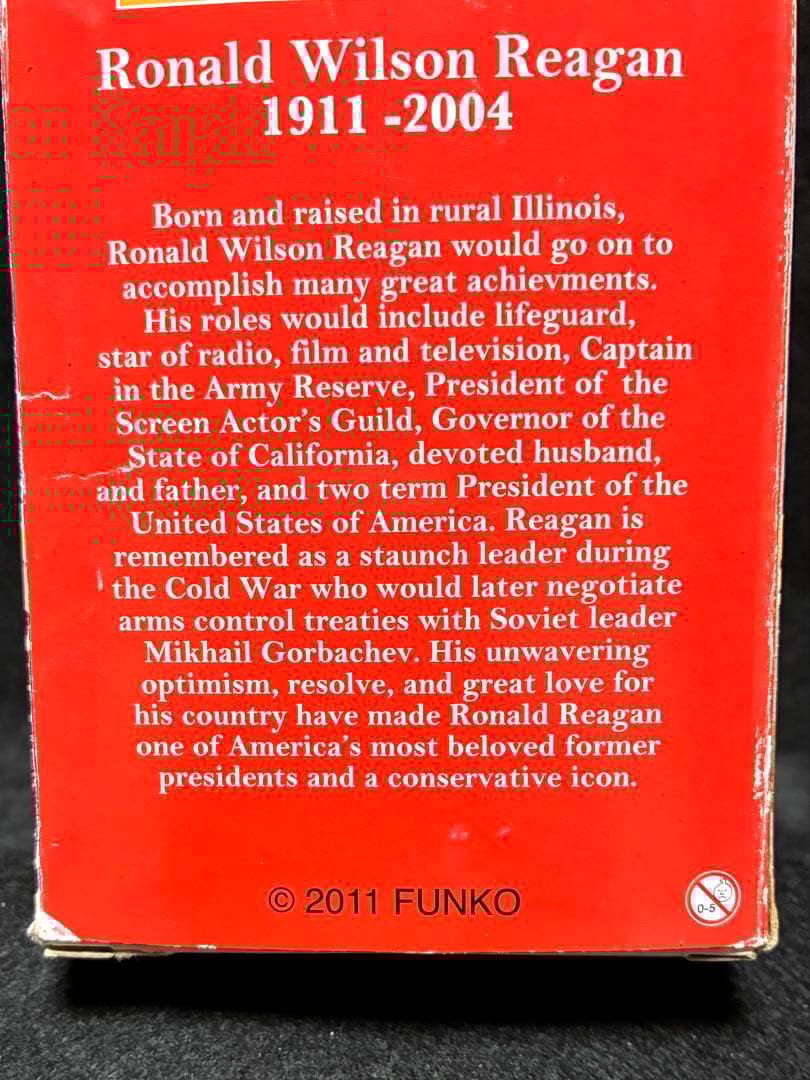 Ronald Wilson Reagan
1911 -2004
Born and raised in rural Illinois,
Ronald Wilson Reagan would go on to
accomplish many great achievments.
His roles would include lifeguard,
star of radio, film and television, Captain
in the Army Reserve, President of the
Screen Actor's Guild, Governor of the
State of California, devoted husband,
and father, and two term President of the
United States of America. Reagan is
remembered as a staunch leader during
the Cold War who would later negotiate
arms control treaties with Soviet leader
Mikhail Gorbachev. His unwavering
optimism, resolve, and great love for
his country have made Ronald Reagan
one of America's most beloved former
presidents and a conservative icon.
© 2011 FUNKO
0-5